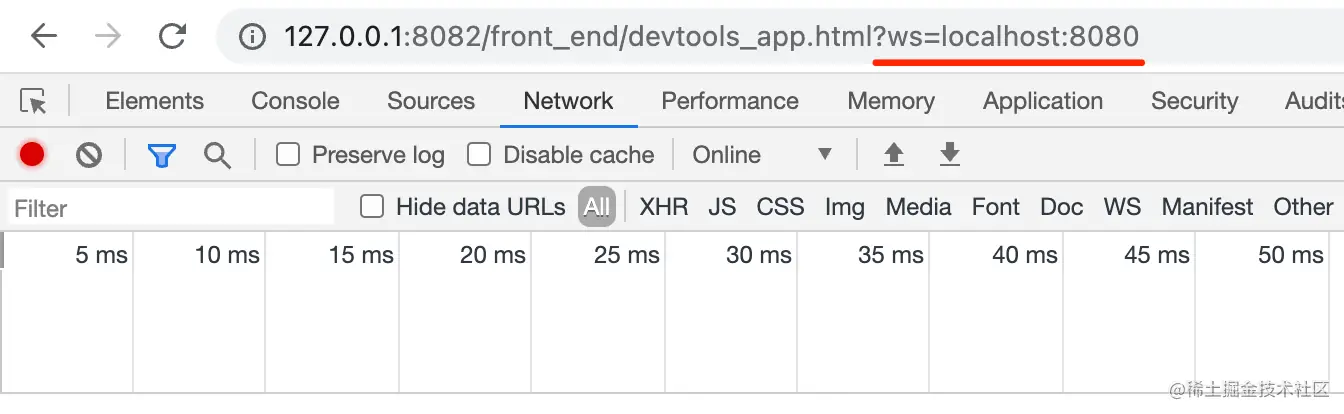 127.0.0.1:8082/front_end/devtools_app.html?ws=localhost:8080
Elements Console Sources Network Performance Memory Application Security Audits
Preserve log Disable cache Online
Filter Hide data URLs All XHR JS CSS Img Media Font Doc WS Manifest Other
5 ms 10 ms 15 ms 20 ms 25 ms 30 ms 35 ms 40 ms 45 ms 50 ms
@稀土掘金技术社区